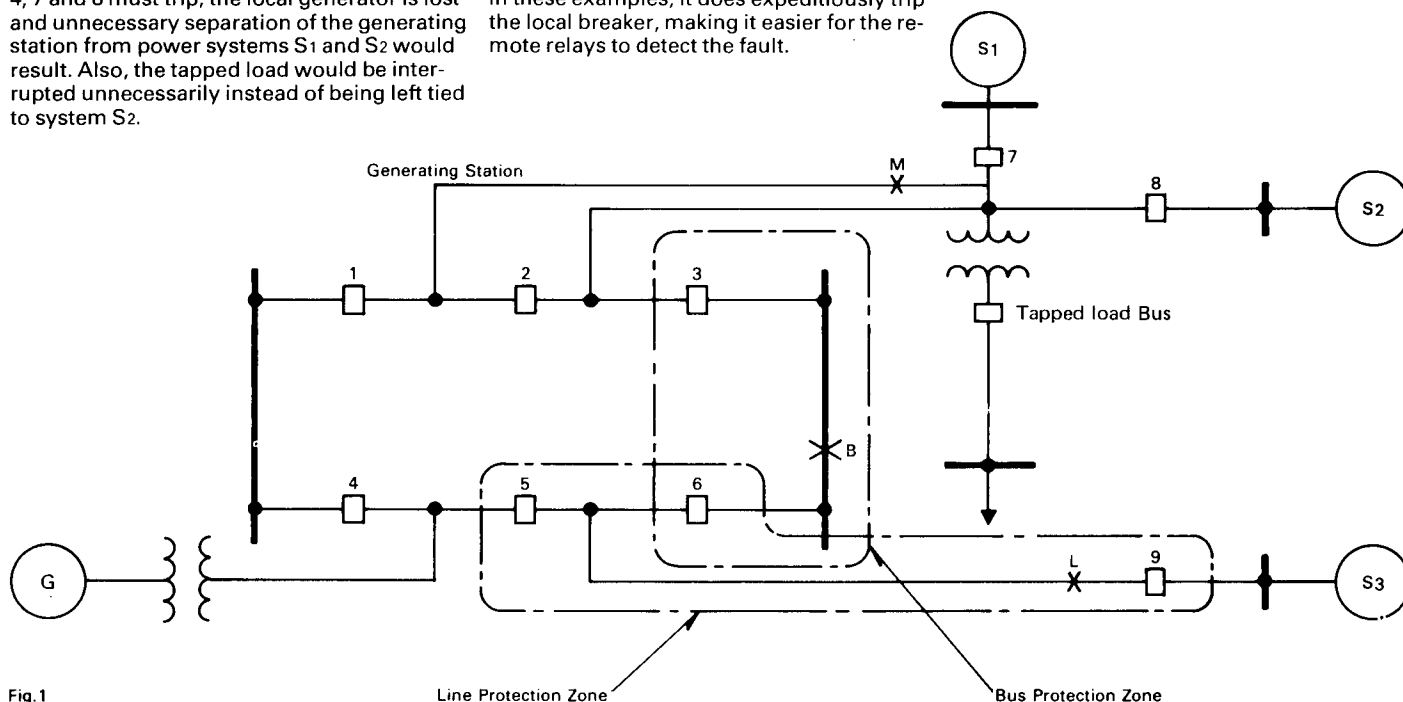 4, 7 and 8 must trip, the local generator is lost
and unnecessary separation of the generating
station from power systems S1 and S2 would
result. Also, the tapped load would be inter-
rupted unnecessarily instead of being left tied
to system S2.
in these examples, it does expeditiously trip
the local breaker, making it easier for the re-
mote relays to detect the fault.
S1
7
M
Generating Station
8
S2
1
2
3
Tapped load Bus
B
4
5
6
G
L
9
S3
Fig.1
Line Protection Zone
Bus Protection Zone